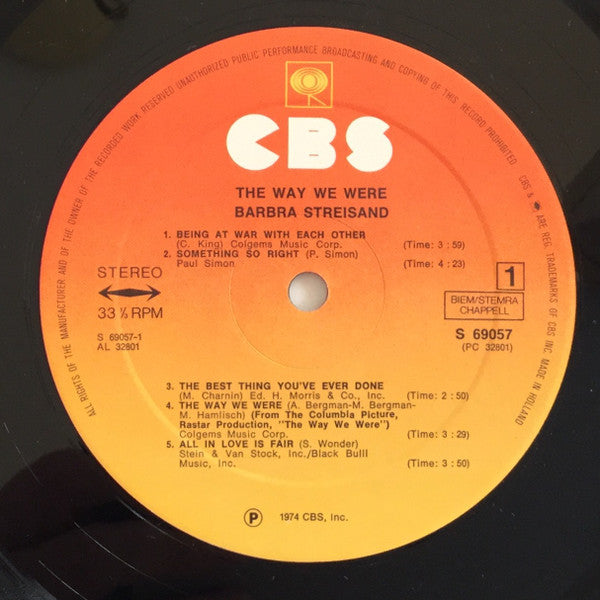 ALL RIGHTS OF THE MANUFACTURER AND OF THE OWNER OF THE RECORDED WORK RESERVED UNAUTHORIZED PUBLIC PERFORMANCE BROADCASTING AND COPYING OF THIS RECORD PROHIBITED
CBS & ARE REG. TRADEMARKS OF CBS INC. MADE IN HOLLAND
CBS
THE WAY WE WERE
BARBRA STREISAND
1. BEING AT WAR WITH EACH OTHER
(C. King) Colgems Music Corp. (Time: 3 : 59)
2. SOMETHING SO RIGHT (P. Simon)
Paul Simon (Time: 4 : 23)
STEREO
33 ⅓ RPM
S 69057-1
AL 32801
1
BIEM/STEMRA
CHAPPELL
S 69057
(PC 32801)
3. THE BEST THING YOU'VE EVER DONE
(M. Charnin) Ed. H. Morris & Co., Inc. (Time: 2 : 50)
4. THE WAY WE WERE (A. Bergman-M. Bergman-
M. Hamlisch) (From The Columbia Picture,
Rastar Production, "The Way We Were")
Colgems Music Corp. (Time: 3 : 29)
5. ALL IN LOVE IS FAIR (S. Wonder)
Stein & Van Stock, Inc./Black Bulll
Music, Inc. (Time: 3 : 50)
P 1974 CBS, Inc.